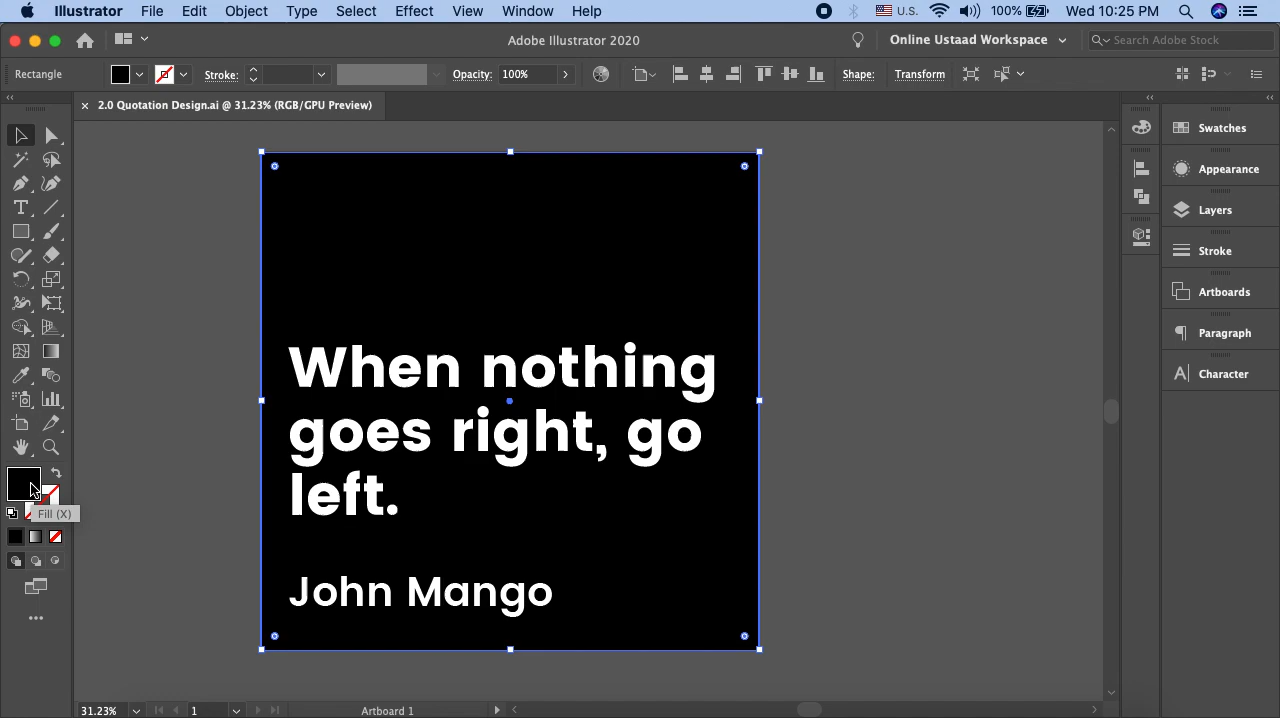 Illustrator File Edit Object Type Select Effect View Window Help U.S. 100% Wed 10:25 PM
Adobe Illustrator 2020 Online Ustaad Workspace Search Adobe Stock
Rectangle Stroke: Opacity: 100% Shape: Transform
2.0 Quotation Design.ai @ 31.23% (RGB/GPU Preview)
Swatches
Appearance
Layers
Stroke
Artboards
Paragraph
Character
When nothing
goes right, go
left.
John Mango
Fill (X)
31.23% 1 Artboard 1